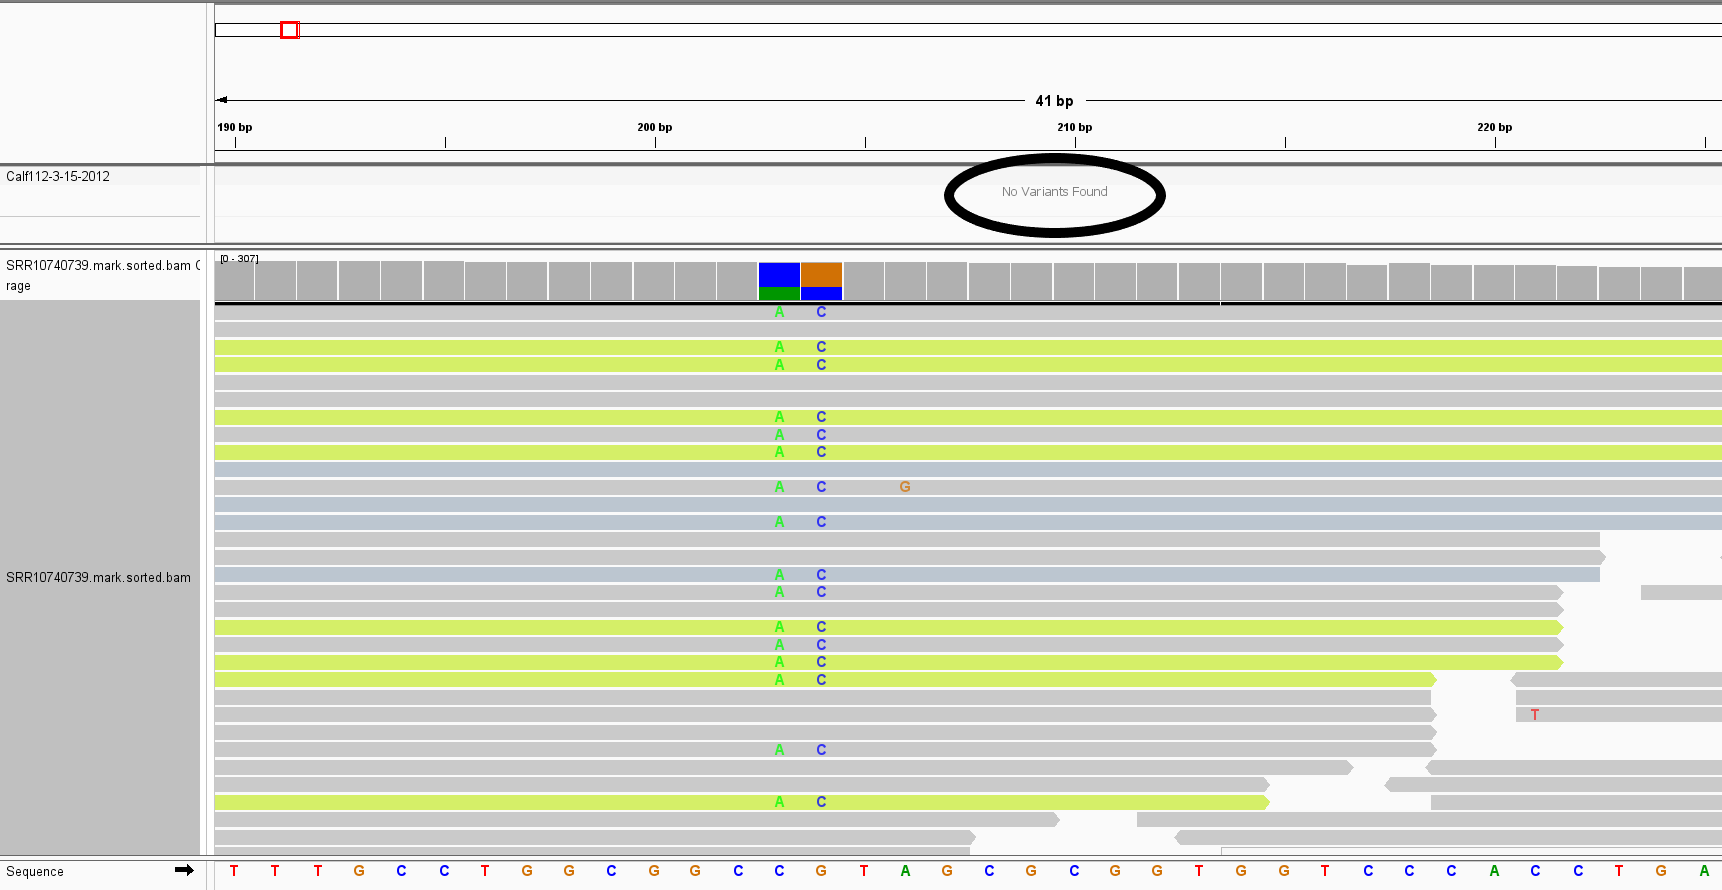 41 bp
190 bp 200 bp 210 bp 220 bp
Calf112-3-15-2012
No Variants Found
SRR10740739.mark.sorted.bam C
rage
[0 - 307]
A C
A C
A C
A C
A C
A C
A C G
A C
A C
A C
A C
A C
A C
A C
T
A C
A C
SRR10740739.mark.sorted.bam
Sequence
T T T G C C T G G C G G C C G T A G C G C G G T G G T C C C A C C T G A